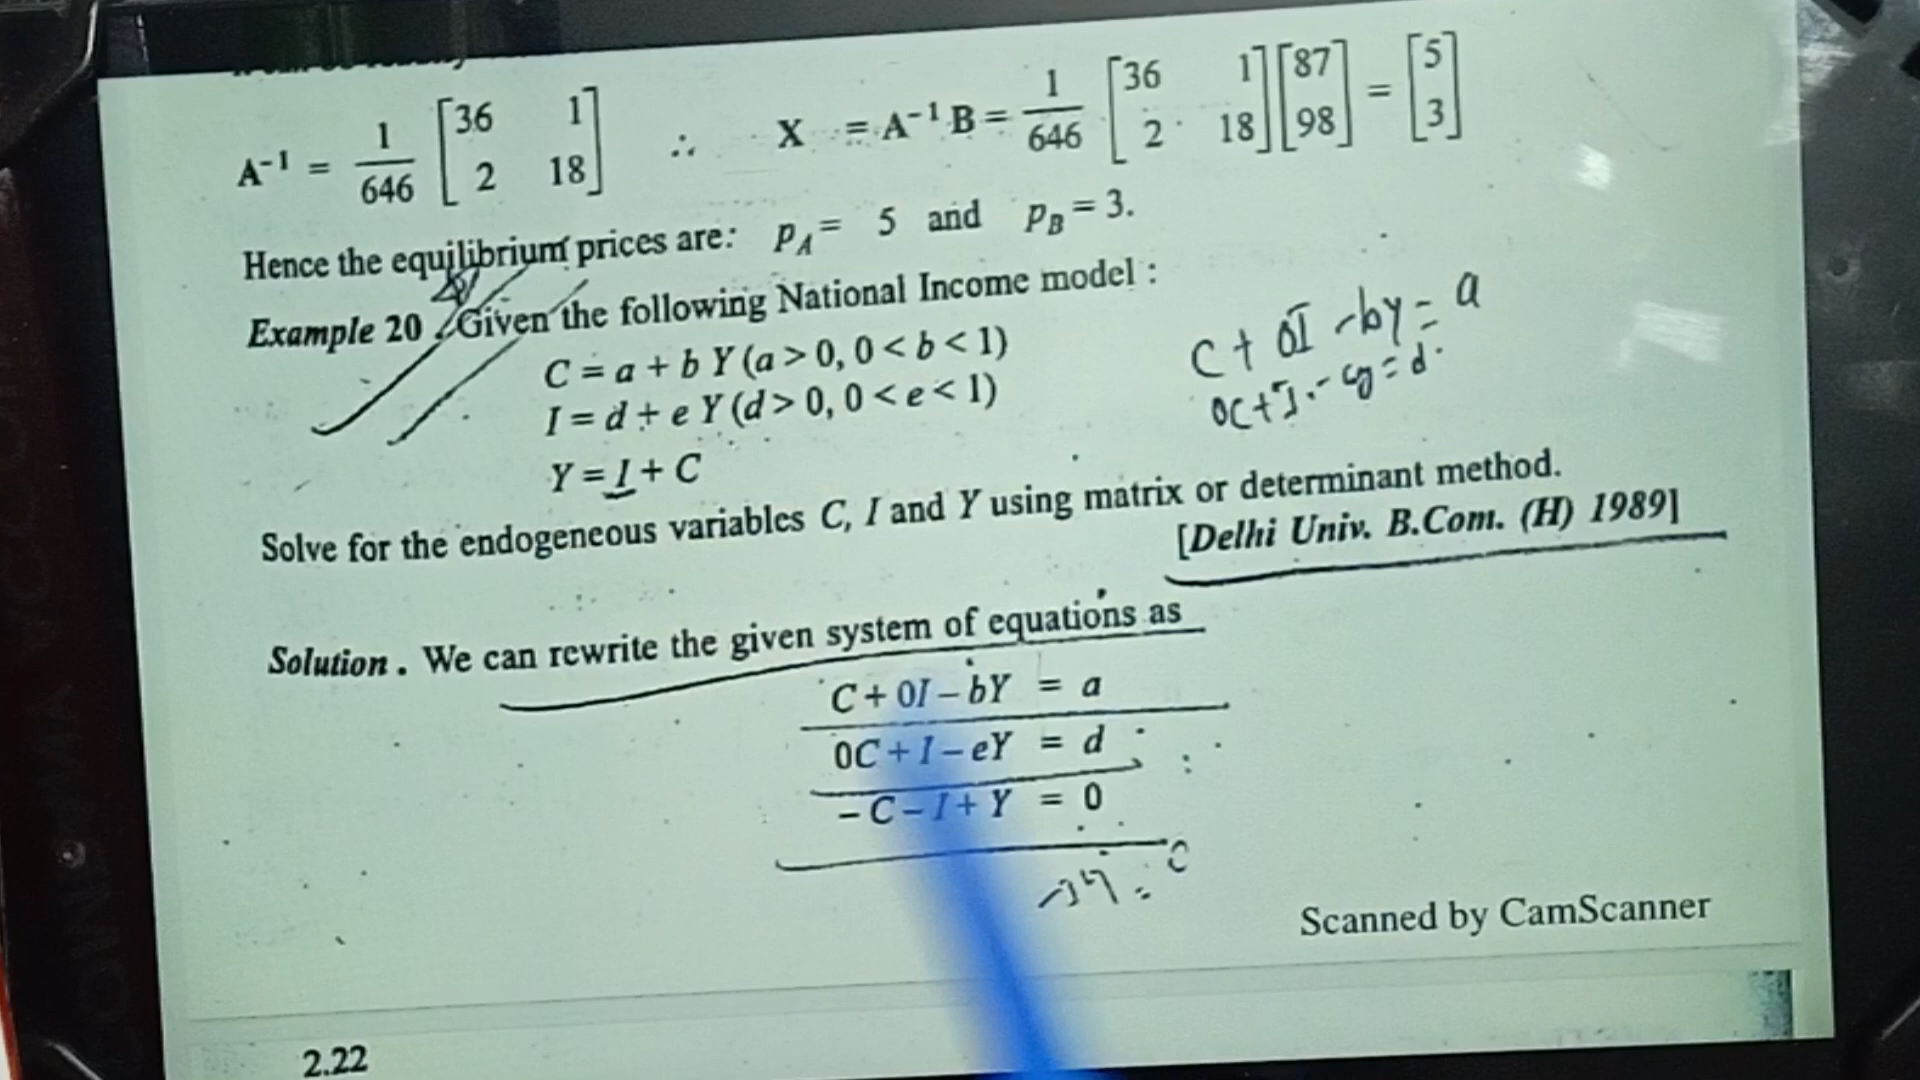 A⁻¹ = 1/646 [36 1; 2 18] ∴ X = A⁻¹ B = 1/646 [36 1; 2 18] [87; 98] = [5; 3]
Hence the equilibrium prices are: p_A = 5 and p_B = 3.
Example 20 Given the following National Income model :
C = a + b Y (a > 0, 0 < b < 1)
I = d + e Y (d > 0, 0 < e < 1)
Y = I + C
C + 0I - by = a
0C + I - ey = d
Solve for the endogeneous variables C, I and Y using matrix or determinant method.
[Delhi Univ. B.Com. (H) 1989]
Solution. We can rewrite the given system of equations as
C + 0I – bY = a
0C + I – eY = d
– C – I + Y = 0
Scanned by CamScanner
2.22